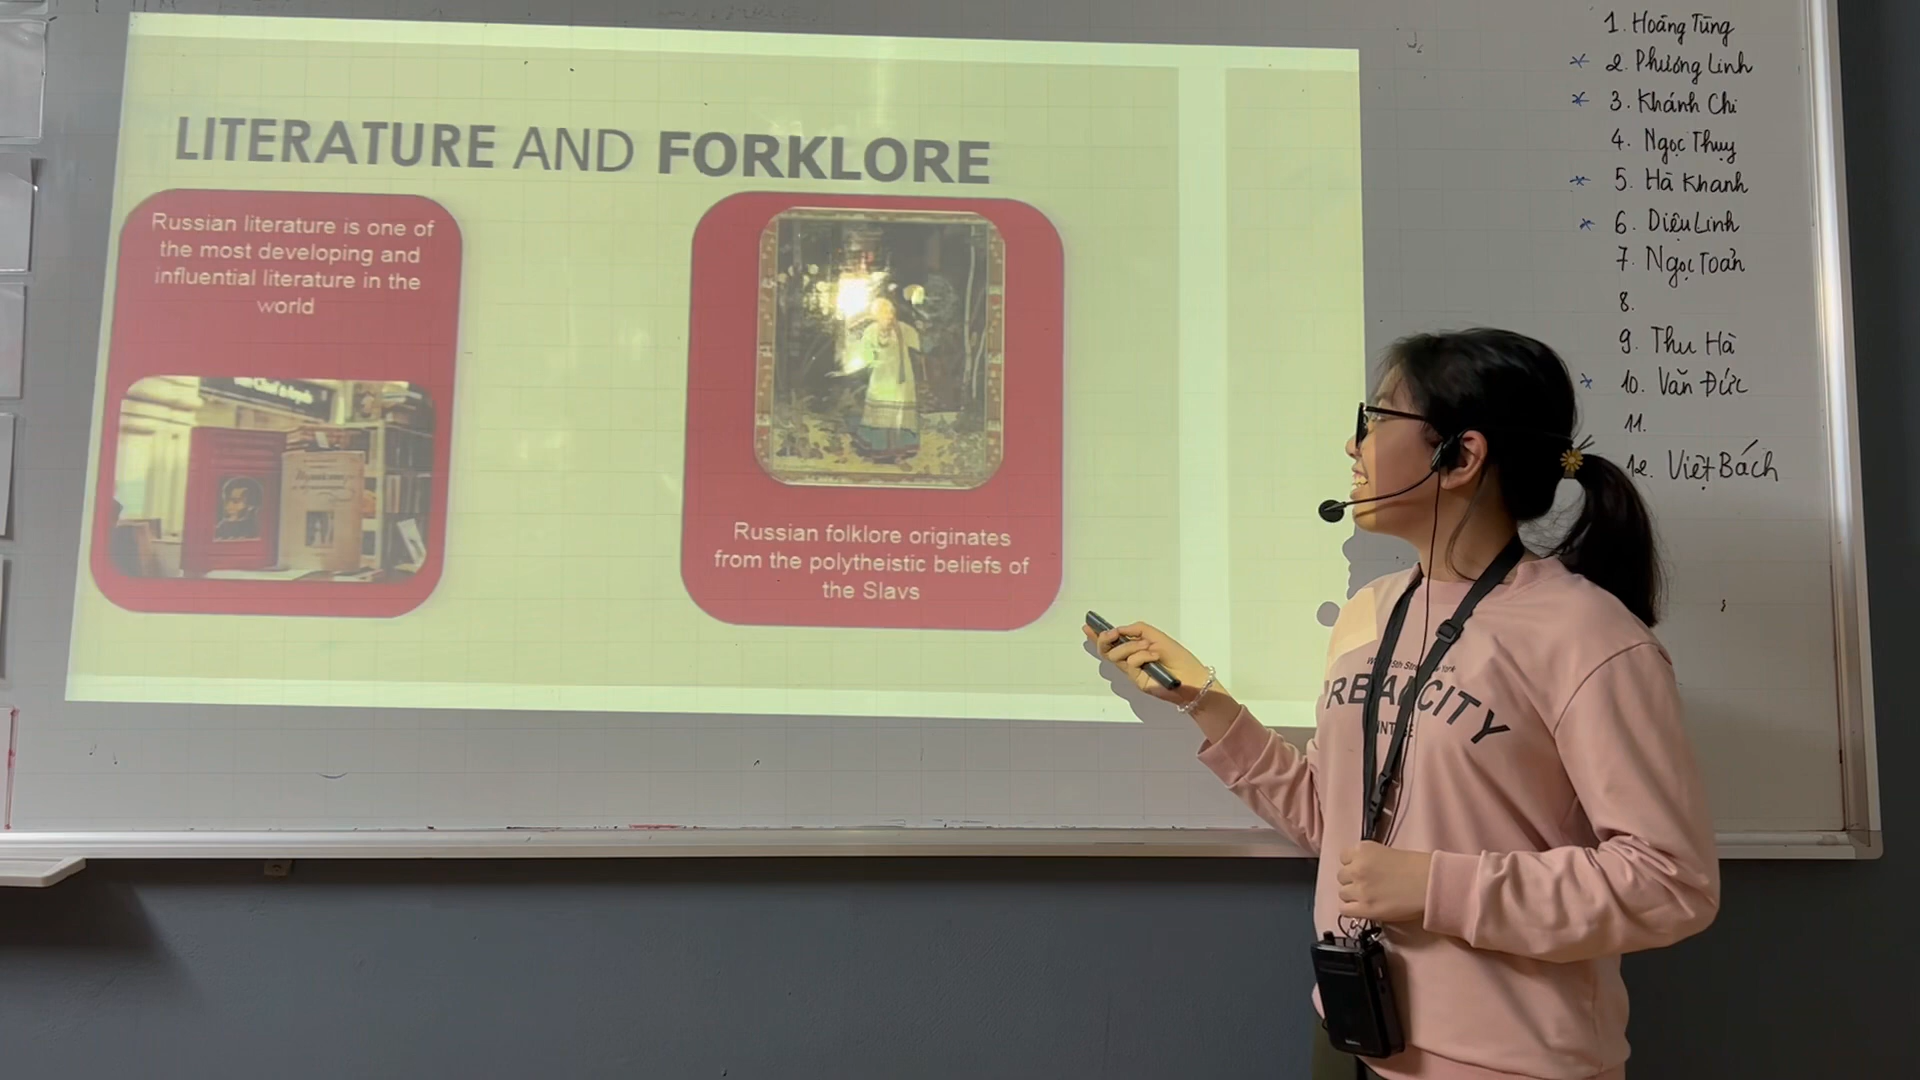 LITERATURE AND FORKLORE
Russian literature is one of
the most developing and
influential literature in the
world
Russian folklore originates
from the polytheistic beliefs of
the Slavs
1. Hoàng Tùng
2. Phương Linh
3. Khánh Chi
4. Ngọc Thụy
5. Hà Khanh
6. Diệu Linh
7. Ngọc Toản
8.
9. Thu Hà
10. Văn Đức
11.
12. Việt Bách
5th
CITY